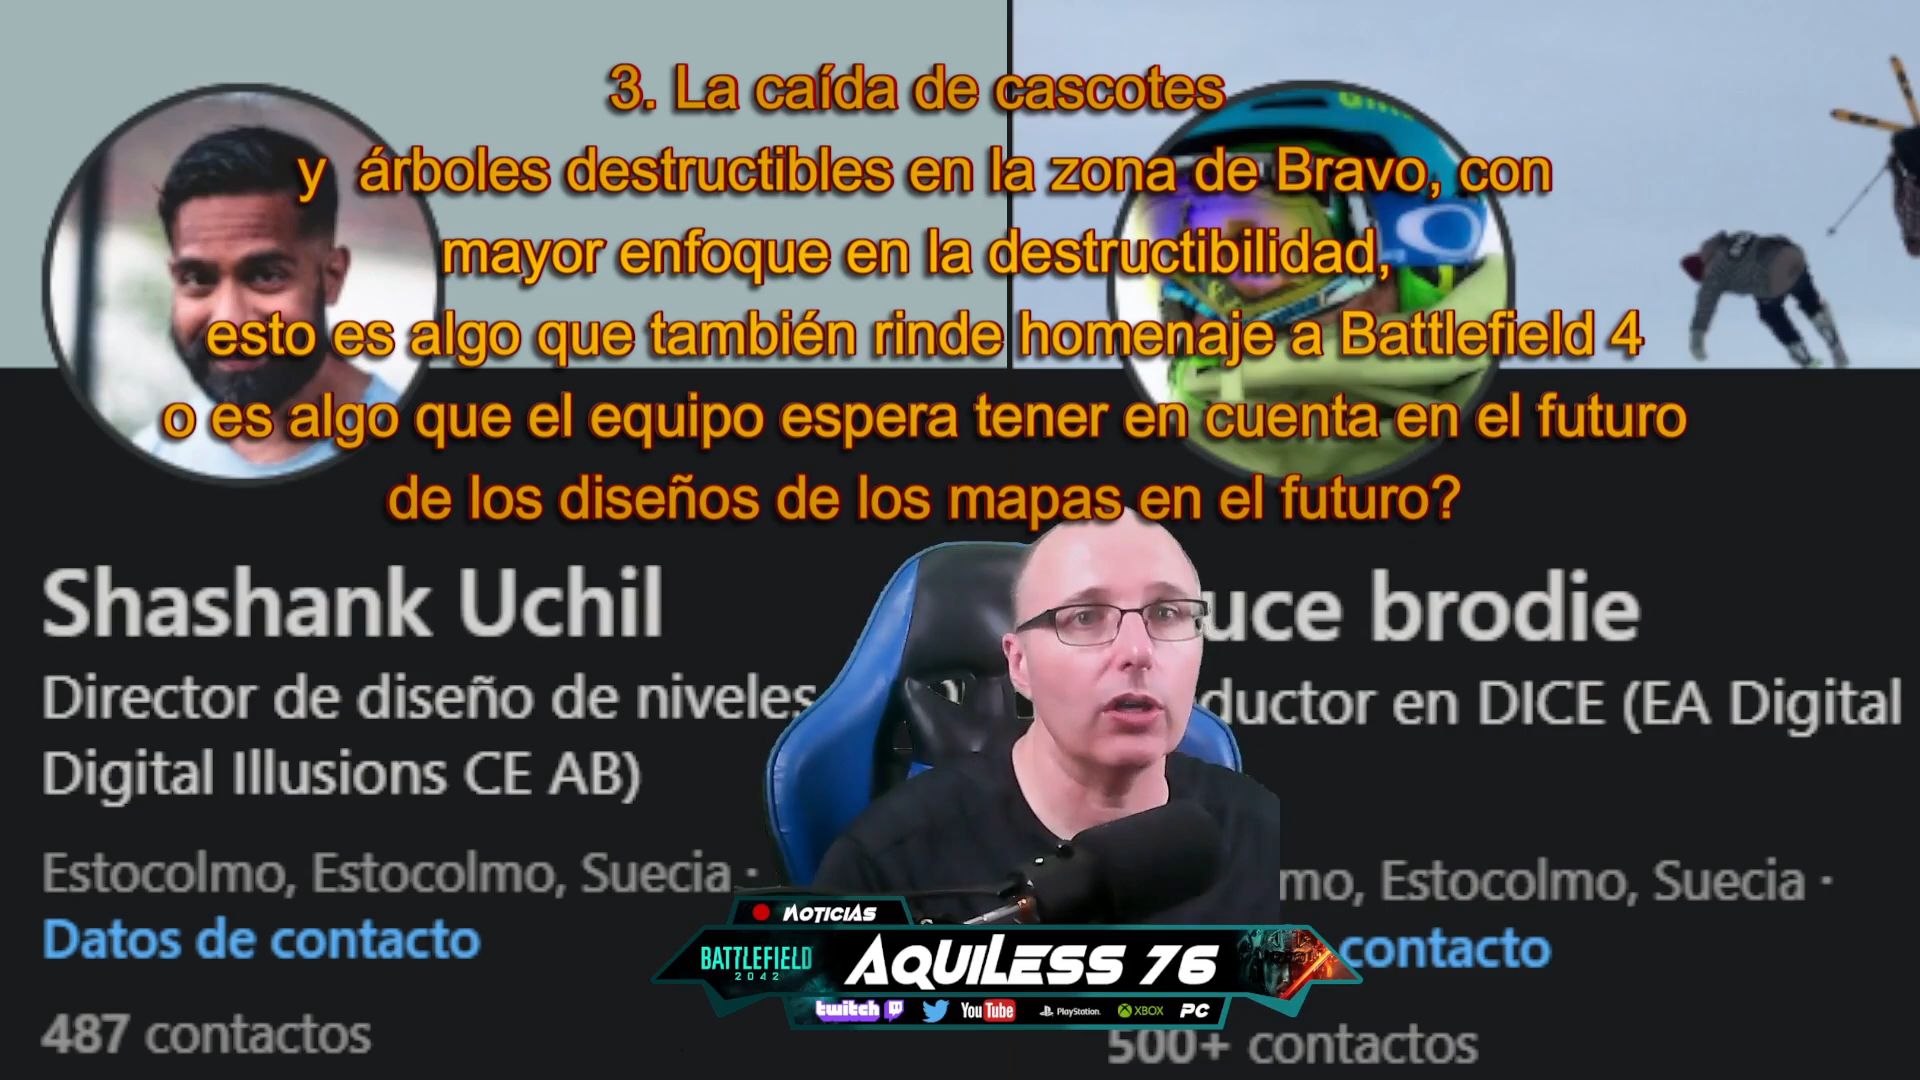 3. La caída de cascotes
y árboles destructibles en la zona de Bravo, con
mayor enfoque en la destructibilidad,
esto es algo que también rinde homenaje a Battlefield 4
o es algo que el equipo espera tener en cuenta en el futuro
de los diseños de los mapas en el futuro?
Shashank Uchil
Director de diseño de niveles
Digital Illusions CE AB)
Estocolmo, Estocolmo, Suecia ·
Datos de contacto
487 contactos
uce brodie
ductor en DICE (EA Digital
mo, Estocolmo, Suecia ·
contacto
500+ contactos
NOTICIAS
BATTLEFIELD
2042
AQUILESS 76
twitch
YouTube
PlayStation.
XBOX
PC